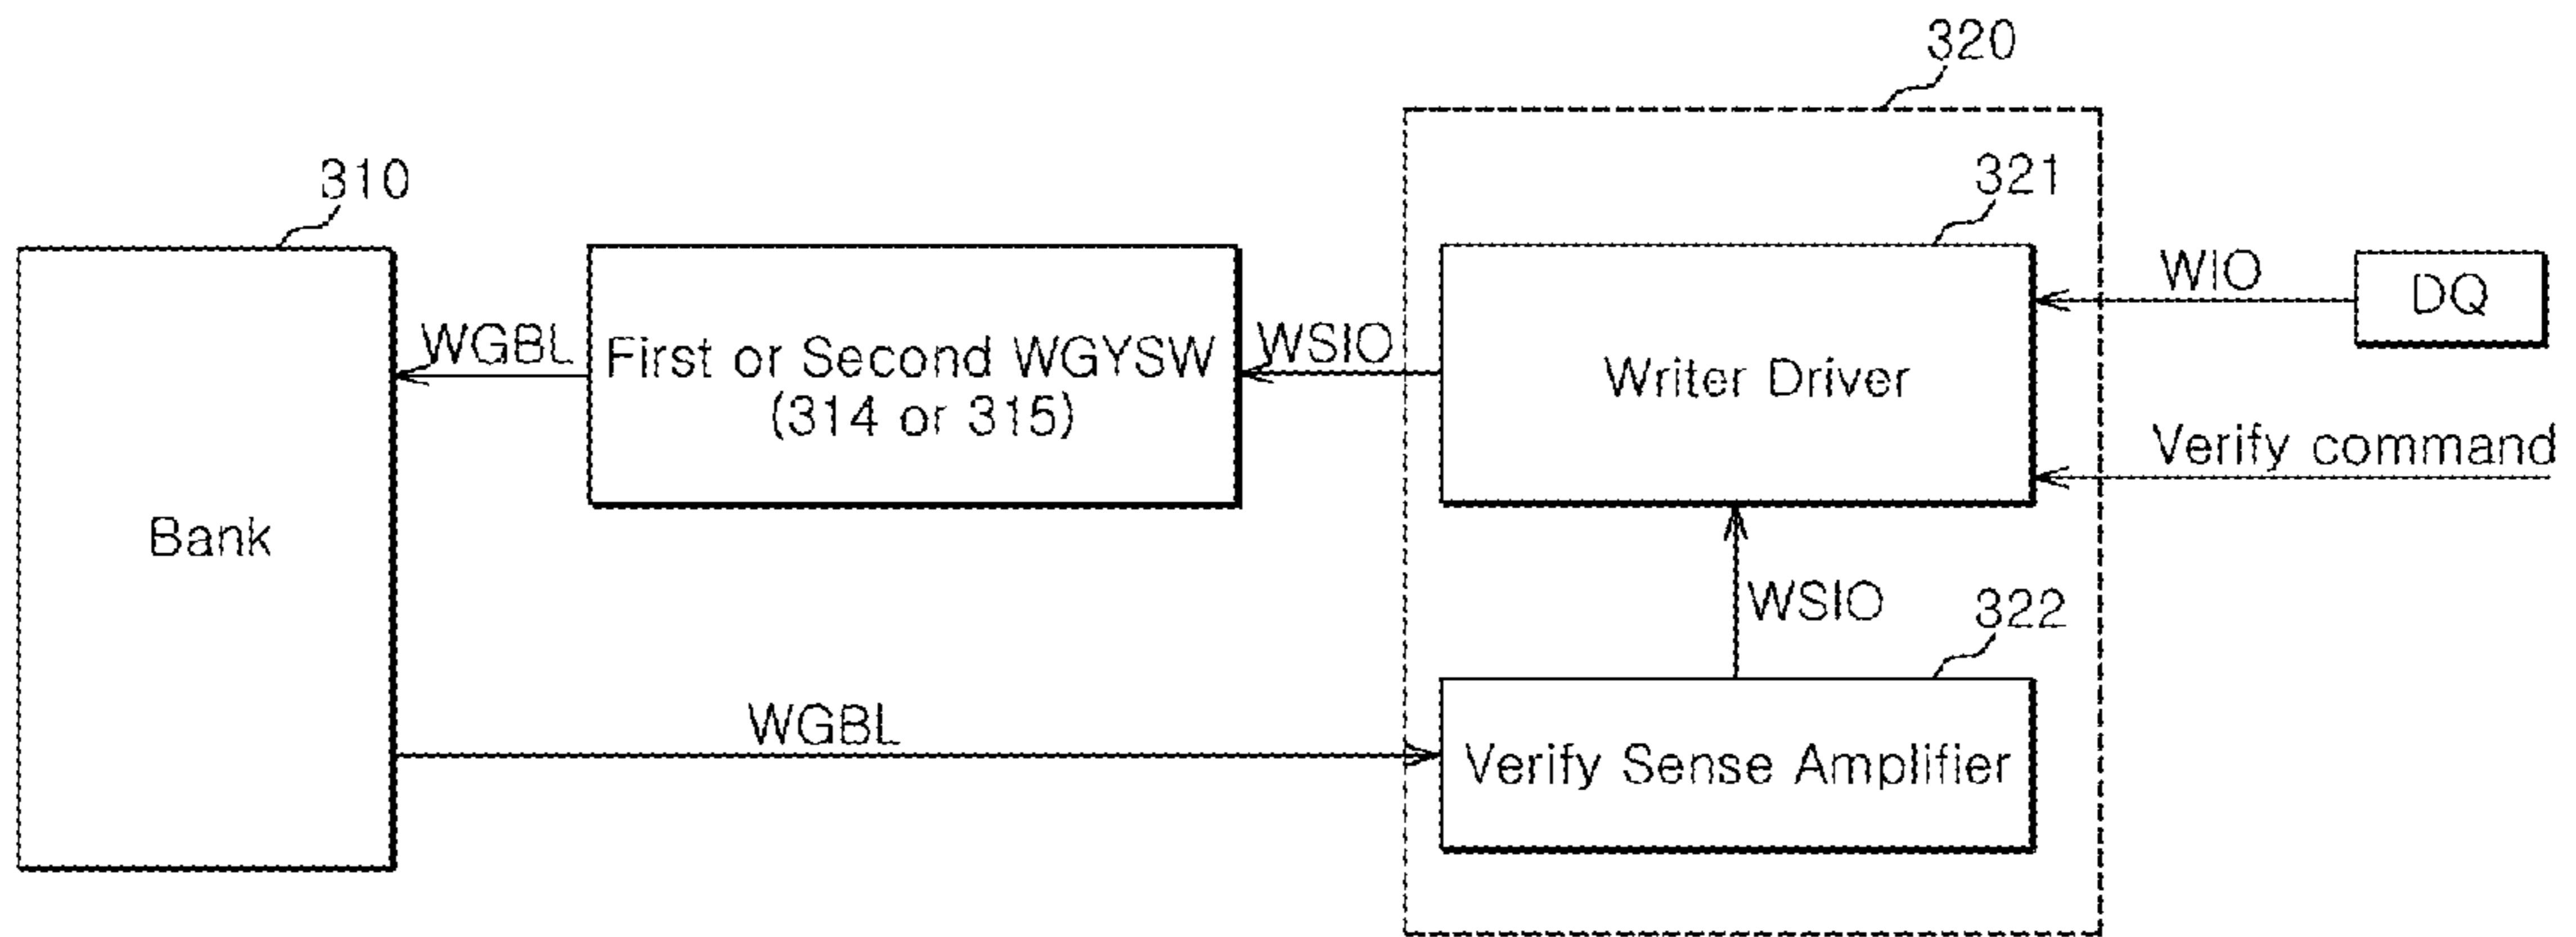 320
310
321
WIO
DQ
WGBL
First or Second WGYSW
(314 or 315)
WSIO
Writer Driver
Verify command
Bank
WSIO
322
WGBL
Verify Sense Amplifier